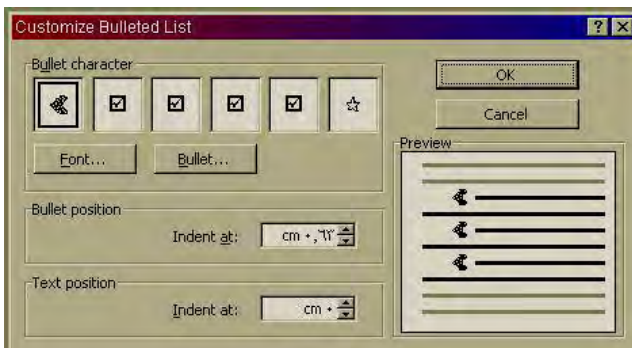 Customize Bulleted List
Bullet character
OK
Cancel
Font...
Bullet...
Preview
Bullet position
Indent at:
cm ٠,٦٣
Text position
Indent at:
cm ٠